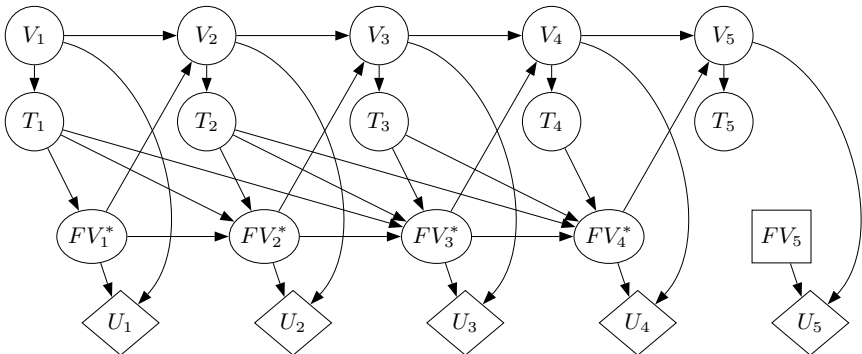 V₁ V₂ V₃ V₄ V₅
T₁ T₂ T₃ T₄ T₅
FV₁* FV₂* FV₃* FV₄* FV₅
U₁ U₂ U₃ U₄ U₅